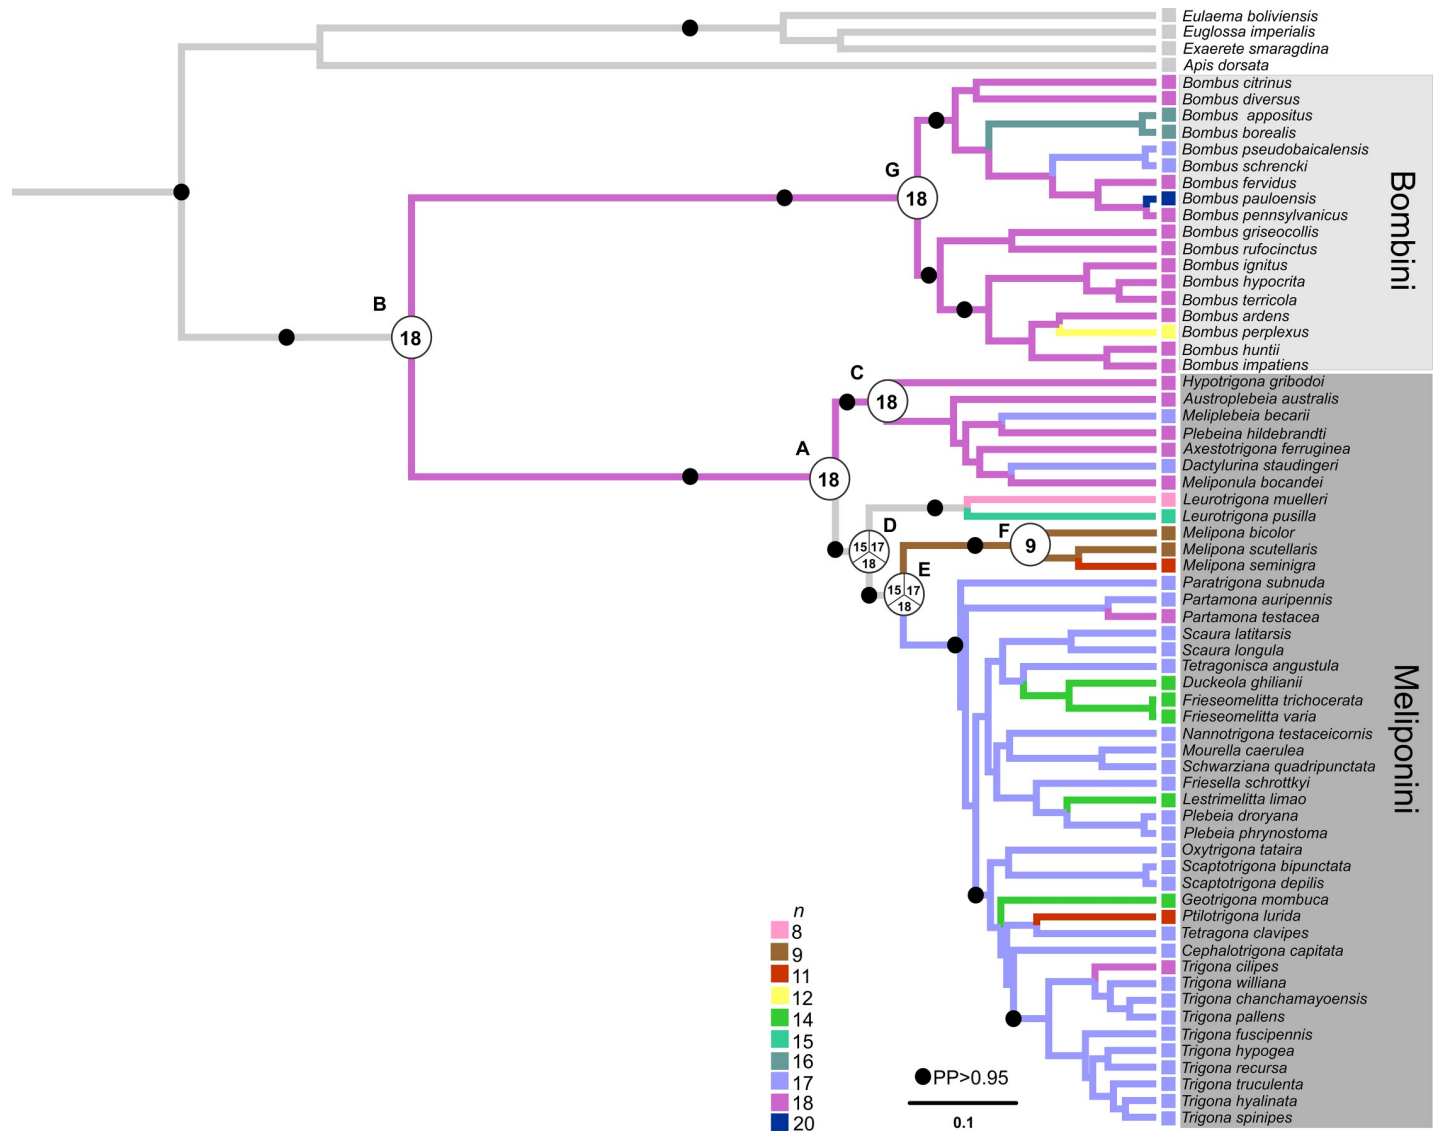 Eulaema boliviensis
Euglossa imperialis
Exaerete smaragdina
Apis dorsata
Bombus citrinus
Bombus diversus
Bombus appositus
Bombus borealis
Bombus pseudobaicalensis
Bombus schrencki
Bombus fervidus
Bombus pauloensis
Bombus pennsylvanicus
Bombus griseocollis
Bombus rufocinctus
Bombus ignitus
Bombus hypocrita
Bombus terricola
Bombus ardens
Bombus perplexus
Bombus huntii
Bombus impatiens
Bombini
G
18
B
18
Hypotrigona gribodoi
Austroplebeia australis
Meliplebeia becarii
Plebeina hildebrandti
Axestotrigona ferruginea
Dactylurina staudingeri
Meliponula bocandei
Leurotrigona muelleri
Leurotrigona pusilla
Melipona bicolor
Melipona scutellaris
Melipona seminigra
Paratrigona subnuda
Partamona auripennis
Partamona testacea
Scaura latitarsis
Scaura longula
Tetragonisca angustula
Duckeola ghilianii
Frieseomelitta trichocerata
Frieseomelitta varia
Nannotrigona testaceicornis
Mourella caerulea
Schwarziana quadripunctata
Friesella schrottkyi
Lestrimelitta limao
Plebeia droryana
Plebeia phrynostoma
Oxytrigona tataira
Scaptotrigona bipunctata
Scaptotrigona depilis
Geotrigona mombuca
Ptilotrigona lurida
Tetragona clavipes
Cephalotrigona capitata
Trigona cilipes
Trigona williana
Trigona chanchamayoensis
Trigona pallens
Trigona fuscipennis
Trigona hypogea
Trigona recursa
Trigona truculenta
Trigona hyalinata
Trigona spinipes
Meliponini
C
18
A
18
D
15 17
18
E
15 17
18
F
9
n
8
9
11
12
14
15
16
17
18
20
PP>0.95
0.1